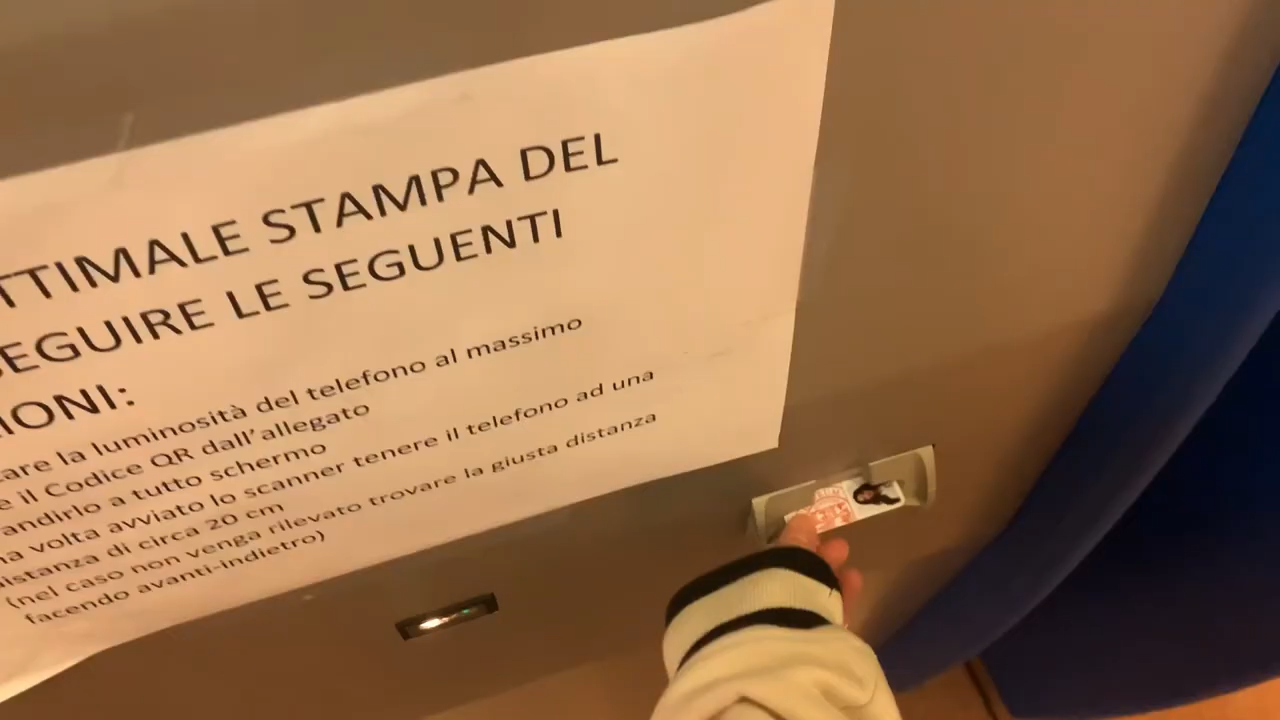 TTIMALE STAMPA DEL
SEGUIRE LE SEGUENTI
IONI:
are la luminosità del telefono al massimo
e il Codice QR dall'allegato
andirlo a tutto schermo
na volta avviato lo scanner tenere il telefono ad una
distanza di circa 20 cm
(nel caso non venga rilevato trovare la giusta distanza
facendo avanti-indietro)